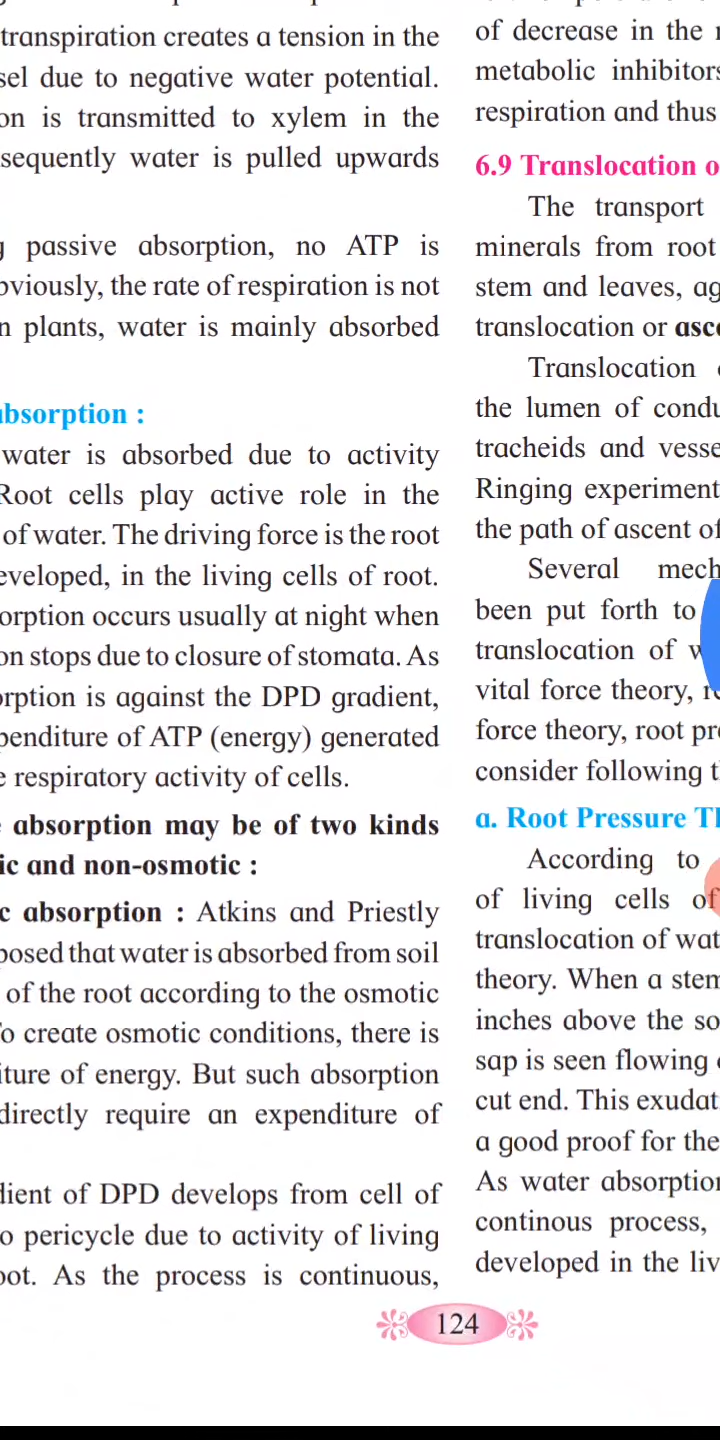 transpiration creates a tension in the
sel due to negative water potential.
on is transmitted to xylem in the
sequently water is pulled upwards
g passive absorption, no ATP is
bviously, the rate of respiration is not
n plants, water is mainly absorbed
absorption :
water is absorbed due to activity
Root cells play active role in the
of water. The driving force is the root
eveloped, in the living cells of root.
orption occurs usually at night when
on stops due to closure of stomata. As
orption is against the DPD gradient,
penditure of ATP (energy) generated
e respiratory activity of cells.
e absorption may be of two kinds
ic and non-osmotic :
c absorption : Atkins and Priestly
posed that water is absorbed from soil
of the root according to the osmotic
To create osmotic conditions, there is
iture of energy. But such absorption
directly require an expenditure of
dient of DPD develops from cell of
o pericycle due to activity of living
oot. As the process is continuous,
of decrease in the r
metabolic inhibitors
respiration and thus
6.9 Translocation o
The transport
minerals from root
stem and leaves, ag
translocation or asce
Translocation
the lumen of condu
tracheids and vesse
Ringing experiment
the path of ascent of
Several mech
been put forth to
translocation of w
vital force theory, re
force theory, root pre
consider following t
a. Root Pressure T
According to
of living cells of
translocation of wat
theory. When a stem
inches above the so
sap is seen flowing
cut end. This exudat
a good proof for the
As water absorption
continous process,
developed in the liv
124